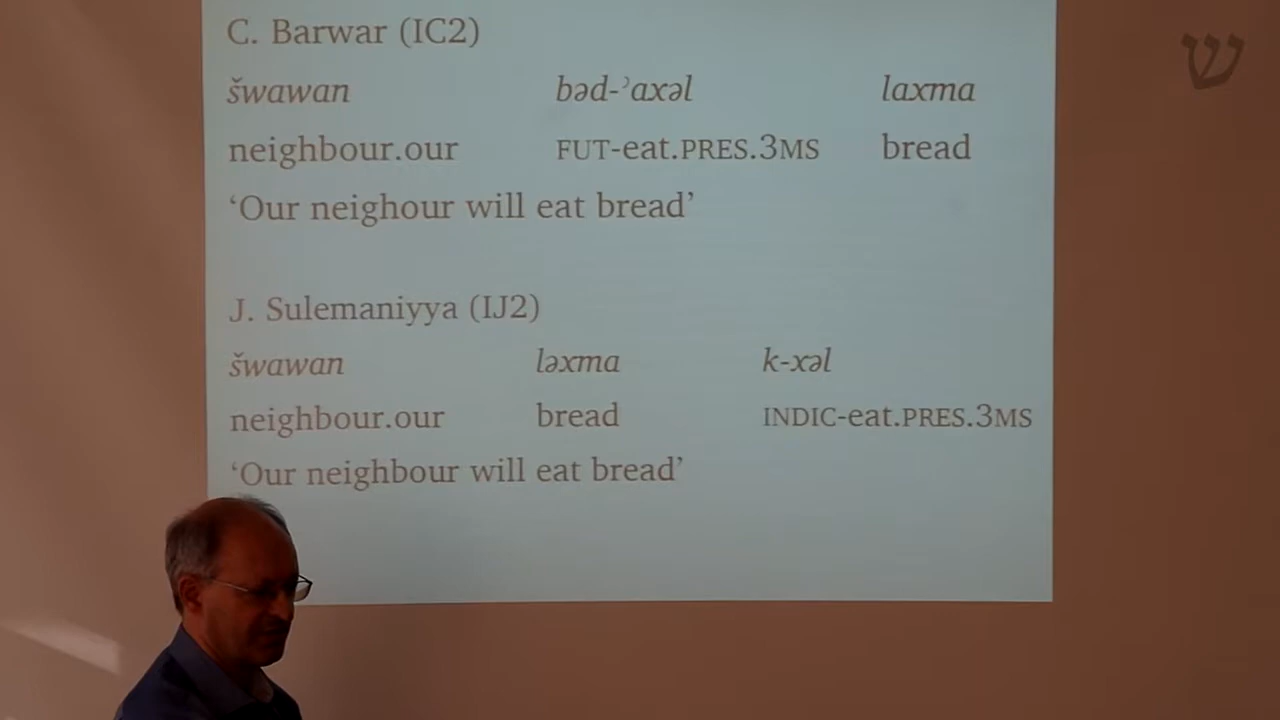 C. Barwar (IC2)
šwawan bəd-ʾaxəl laxma
neighbour.our FUT-eat.PRES.3MS bread
‘Our neighour will eat bread’
J. Sulemaniyya (IJ2)
šwawan ləxma k-xəl
neighbour.our bread INDIC-eat.PRES.3MS
‘Our neighbour will eat bread’
ש